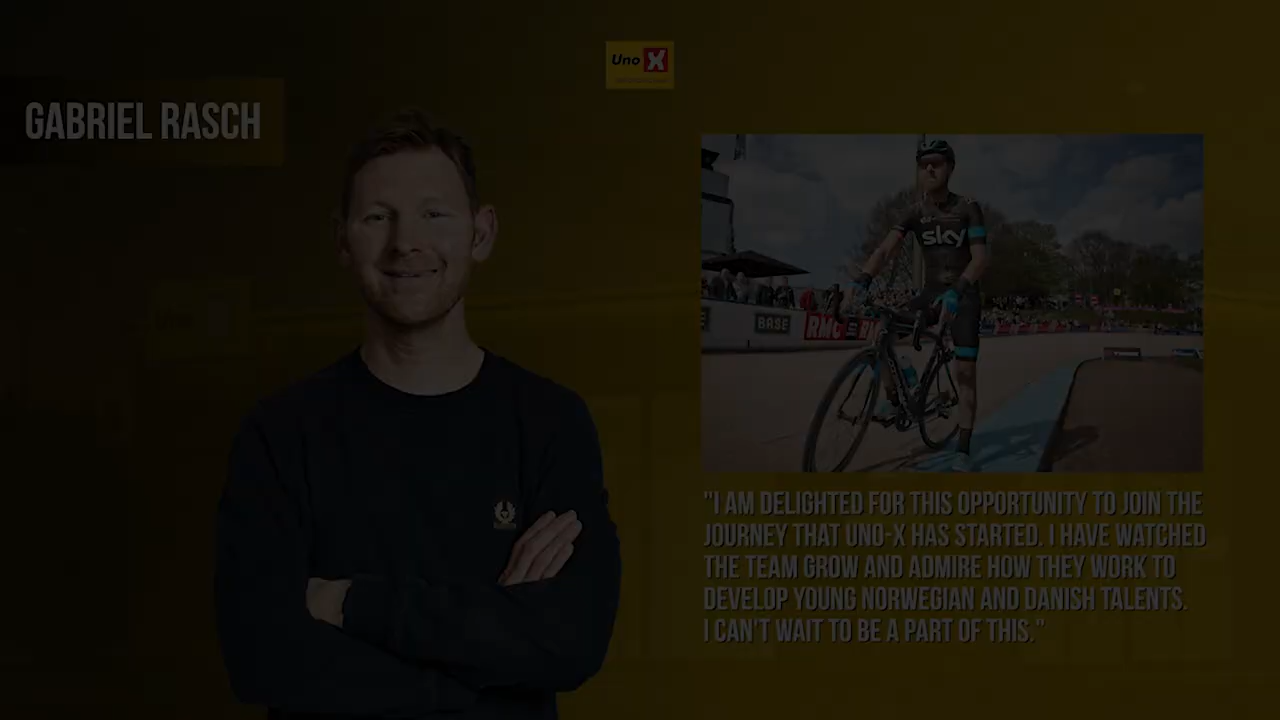 Uno X
GABRIEL RASCH
sky
BASE
RMC
"I AM DELIGHTED FOR THIS OPPORTUNITY TO JOIN THE
JOURNEY THAT UNO-X HAS STARTED. I HAVE WATCHED
THE TEAM GROW AND ADMIRE HOW THEY WORK TO
DEVELOP YOUNG NORWEGIAN AND DANISH TALENTS.
I CAN'T WAIT TO BE A PART OF THIS."